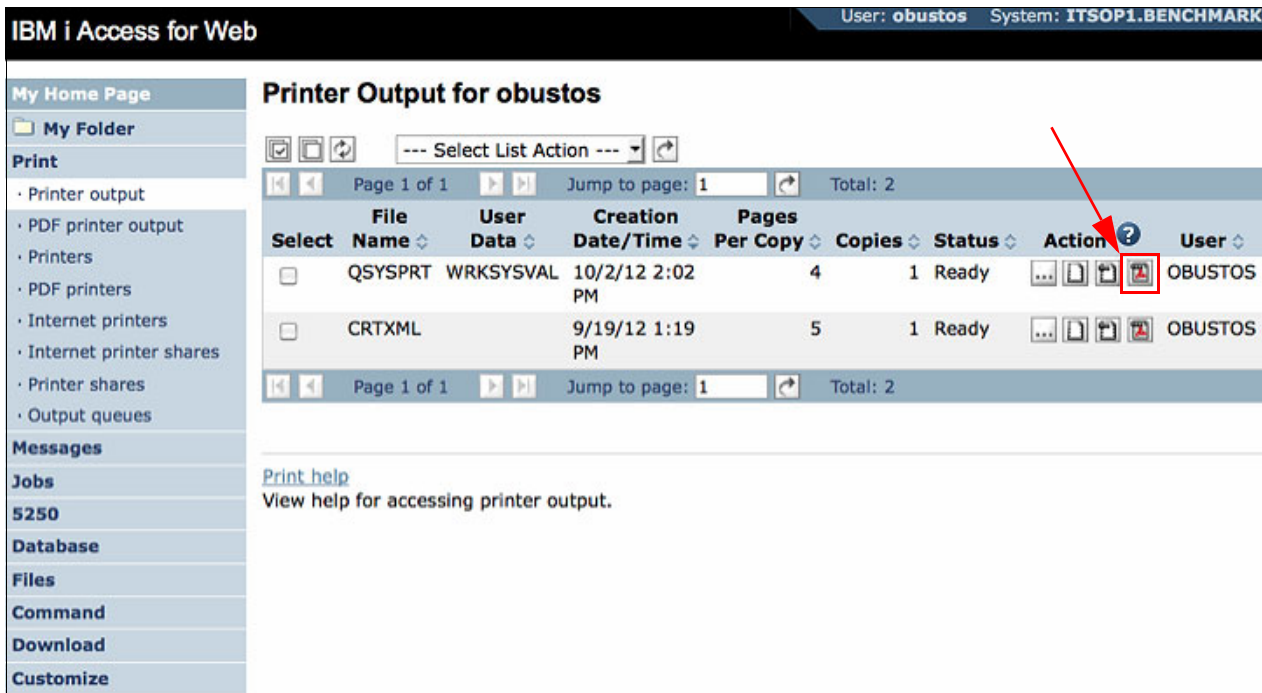 IBM i Access for Web
User: obustos System: ITSOP1.BENCHMARK
My Home Page
My Folder
Print
· Printer output
· PDF printer output
· Printers
· PDF printers
· Internet printers
· Internet printer shares
· Printer shares
· Output queues
Messages
Jobs
5250
Database
Files
Command
Download
Customize
Printer Output for obustos
--- Select List Action ---
Page 1 of 1 Jump to page: 1 Total: 2
Select File Name User Data Creation Date/Time Pages Per Copy Copies Status Action ? User
QSYSPRT WRKSYSVAL 10/2/12 2:02 PM 4 1 Ready ... OBUSTOS
CRTXML 9/19/12 1:19 PM 5 1 Ready ... OBUSTOS
Page 1 of 1 Jump to page: 1 Total: 2
Print help
View help for accessing printer output.